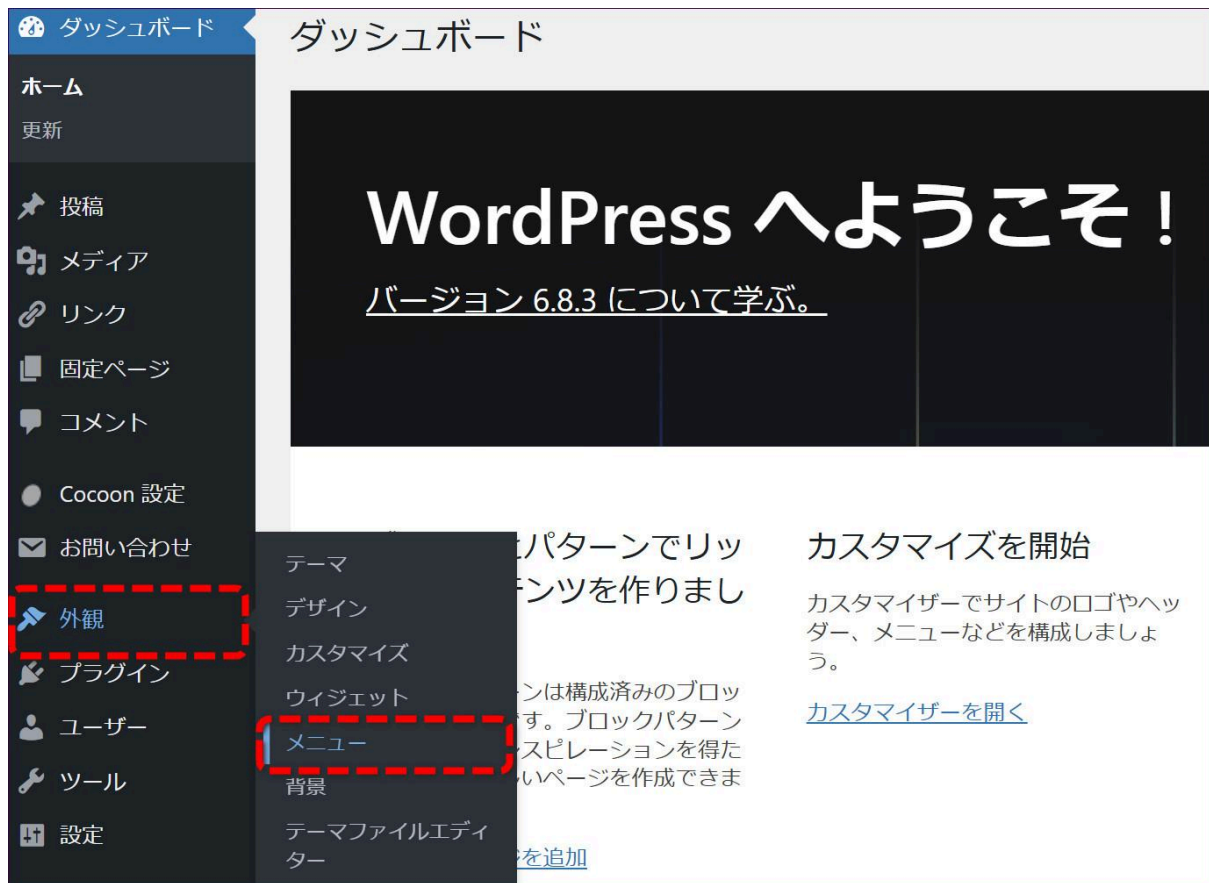 ダッシュボード
ホーム
更新
投稿
メディア
リンク
固定ページ
コメント
Cocoon 設定
お問い合わせ
外観
プラグイン
ユーザー
ツール
設定
テーマ
デザイン
カスタマイズ
ウィジェット
メニュー
背景
テーマファイルエディ
ター
ダッシュボード
WordPress へようこそ！
バージョン 6.8.3 について学ぶ。
パターンでリッ
ンツを作りまし
ンは構成済みのブロッ
す。ブロックパターン
スピレーションを得た
いページを作成できま
を追加
カスタマイズを開始
カスタマイザーでサイトのロゴやヘッ
ダー、メニューなどを構成しましょ
う。
カスタマイザーを開く